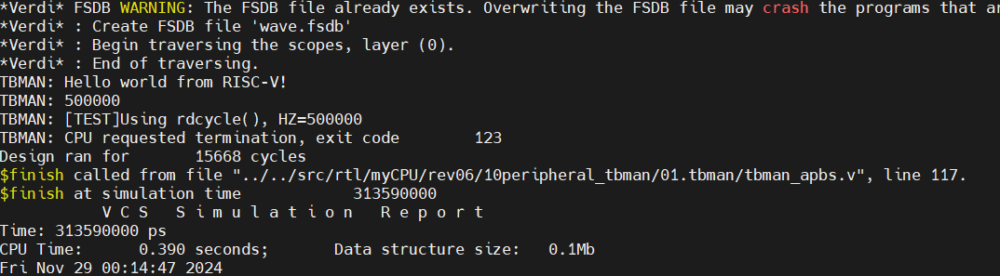 *Verdi* FSDB WARNING: The FSDB file already exists. Overwriting the FSDB file may crash the programs that
*Verdi* : Create FSDB file 'wave.fsdb'
*Verdi* : Begin traversing the scopes, layer (0).
*Verdi* : End of traversing.
TBMAN: Hello world from RISC-V!
TBMAN: 500000
TBMAN: [TEST]Using rdcycle(), HZ=500000
TBMAN: CPU requested termination, exit code        123
Design ran for       15668 cycles
$finish called from file "../../src/rtl/myCPU/rev06/10peripheral_tbman/01.tbman/tbman_apbs.v", line 117.
$finish at simulation time            313590000
           V C S   S i m u l a t i o n   R e p o r t
Time: 313590000 ps
CPU Time:      0.390 seconds;       Data structure size:   0.1Mb
Fri Nov 29 00:14:47 2024